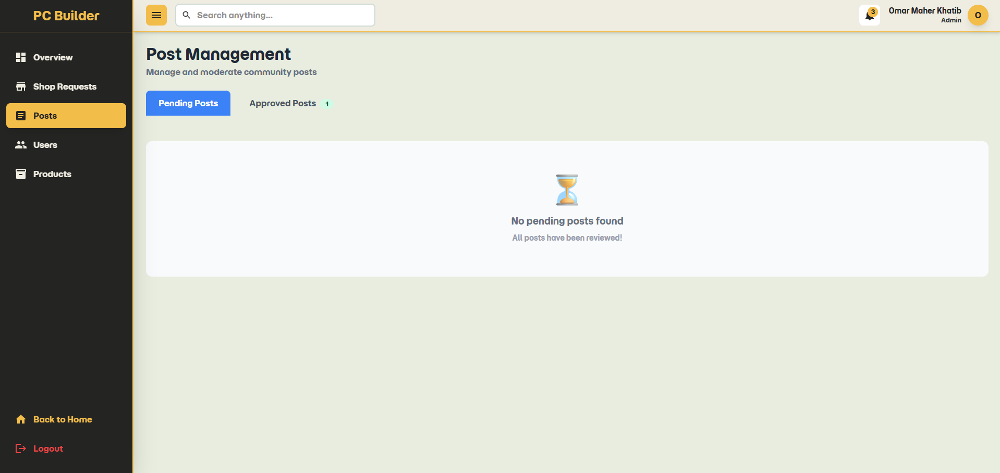 PC Builder
Search anything...
3
Omar Maher Khatib
Admin
O
Overview
Shop Requests
Posts
Users
Products
Back to Home
Logout
Post Management
Manage and moderate community posts
Pending Posts
Approved Posts 1
No pending posts found
All posts have been reviewed!